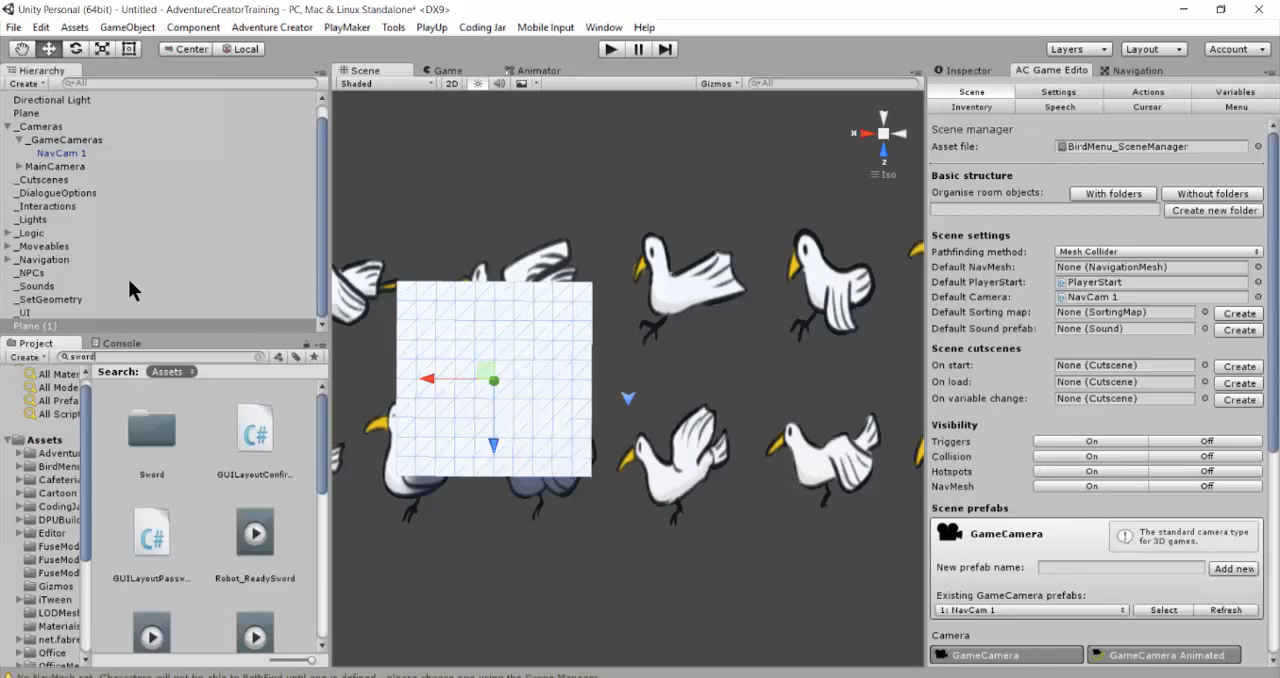 Unity Personal (64bit) - Untitled - AdventureCreatorTraining - PC, Mac & Linux Standalone* <DX9>
File Edit Assets GameObject Component Adventure Creator PlayMaker Tools PlayUp Coding Jar Mobile Input Window Help
Center Local Layers Layout Account
Hierarchy
Create All
Directional Light
Plane
_Cameras
_GameCameras
NavCam 1
MainCamera
_Cutscenes
_DialogueOptions
_Interactions
_Lights
_Logic
_Moveables
_Navigation
_NPCs
_Sounds
_SetGeometry
_UI
Plane (1)
Project Console
Create sword
All Mater
All Mode
All Prefa
All Script
Assets
Adventu
BirdMenu
Cafeteria
Cartoon
CodingJa
DPUBuil
Editor
FuseMod
FuseMod
FuseMod
Gizmos
iTween
LODMesh
Materials
net.fabre
Office
Search: Assets
Sword
GUILayoutConfir...
GUILayoutPassw...
Robot_ReadySword
Scene Game Animator
Shaded 2D Gizmos All
x
z
Iso
Inspector AC Game Edito Navigation
Scene Settings Actions Variables
Inventory Speech Cursor Menu
Scene manager
Asset file: BirdMenu_SceneManager
Basic structure
Organise room objects: With folders Without folders
Create new folder
Scene settings
Pathfinding method: Mesh Collider
Default NavMesh: None (NavigationMesh)
Default PlayerStart: PlayerStart
Default Camera: NavCam 1
Default Sorting map: None (SortingMap) Create
Default Sound prefab: None (Sound) Create
Scene cutscenes
On start: None (Cutscene) Create
On load: None (Cutscene) Create
On variable change: None (Cutscene) Create
Visibility
Triggers On Off
Collision On Off
Hotspots On Off
NavMesh On Off
Scene prefabs
GameCamera
The standard camera type
for 3D games.
New prefab name: Add new
Existing GameCamera prefabs:
1: NavCam 1 Select Refresh
Camera
GameCamera GameCamera Animated